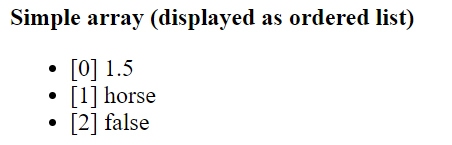 Simple array (displayed as ordered list)
• [0] 1.5
• [1] horse
• [2] false